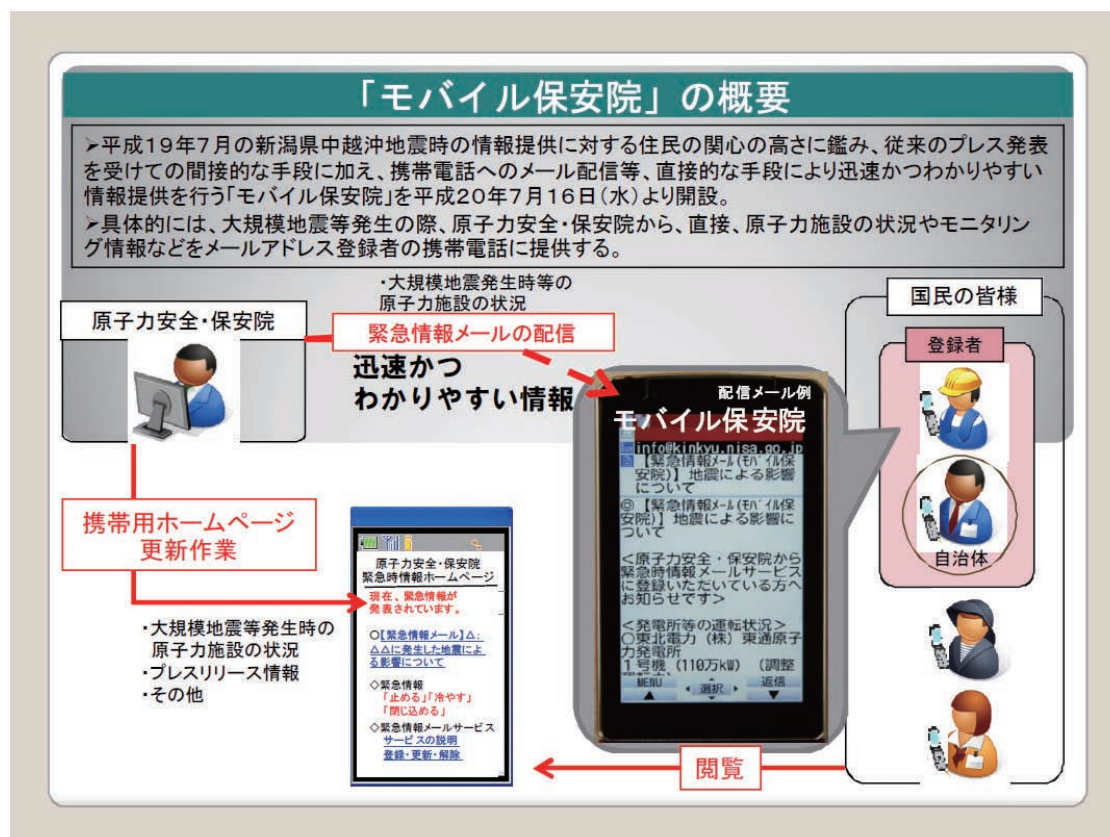 「モバイル保安院」の概要
➢平成19年7月の新潟県中越沖地震時の情報提供に対する住民の関心の高さに鑑み、従来のプレス発表
を受けての間接的な手段に加え、携帯電話へのメール配信等、直接的な手段により迅速かつわかりやすい
情報提供を行う「モバイル保安院」を平成20年7月16日(水)より開設。
➢具体的には、大規模地震等発生の際、原子力安全・保安院から、直接、原子力施設の状況やモニタリン
グ情報などをメールアドレス登録者の携帯電話に提供する。
・大規模地震発生時等の
原子力施設の状況
原子力安全・保安院
緊急情報メールの配信
迅速かつ
わかりやすい情報
国民の皆様
登録者
自治体
配信メール例
モバイル保安院
info@kinkyu.nisa.go.jp
【緊急情報メール(モバイル保
安院)】地震による影響
について
◎【緊急情報メール(モバイル保
安院)】地震による影響に
ついて
<原子力安全・保安院から
緊急時情報メールサービス
に登録いただいている方へ
お知らせです>
<発電所等の運転状況>
○東北電力(株)東通原子
力発電所
1号機(110万kW) (調整
MENU
選択
返信
携帯用ホームページ
更新作業
・大規模地震等発生時の
原子力施設の状況
・プレスリリース情報
・その他
原子力安全・保安院
緊急時情報ホームページ
現在、緊急情報が
発表されています。
○【緊急情報メール】△:
△△に発生した地震によ
る影響について
◇緊急情報
「止める」「冷やす」
「閉じ込める」
◇緊急情報メールサービス
サービスの説明
登録・更新・解除
閲覧